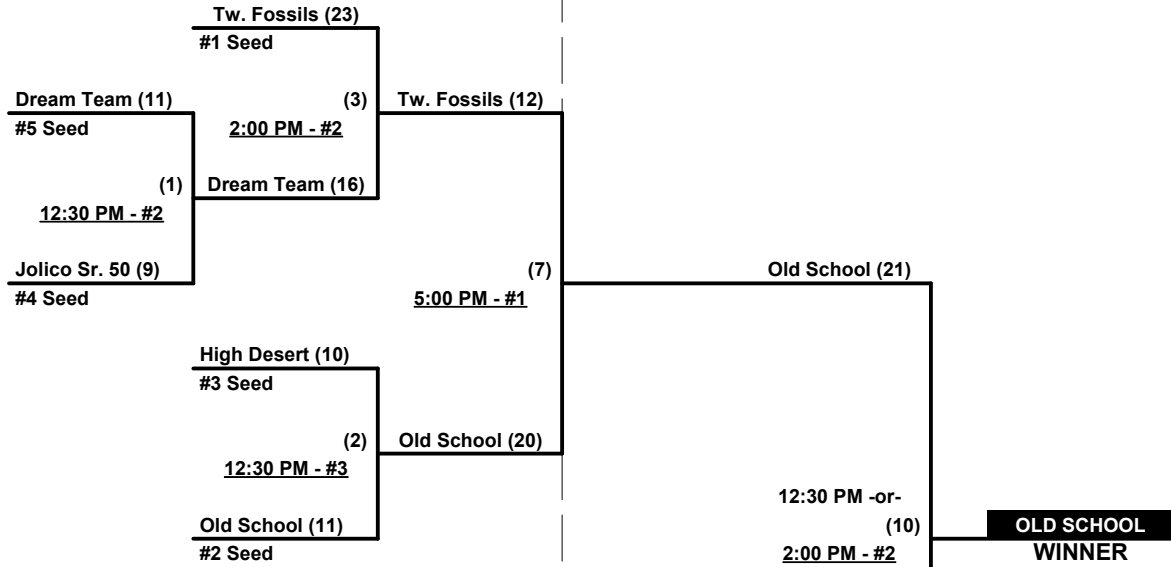 Tw. Fossils (23)
#1 Seed
Dream Team (11)
(3)
Tw. Fossils (12)
#5 Seed
2:00 PM - #2
(1)
Dream Team (16)
12:30 PM - #2
Jolico Sr. 50 (9)
(7)
Old School (21)
#4 Seed
5:00 PM - #1
High Desert (10)
#3 Seed
(2)
Old School (20)
12:30 PM - #3
12:30 PM -or-
Old School (11)
(10)
OLD SCHOOL
#2 Seed
2:00 PM - #2
WINNER